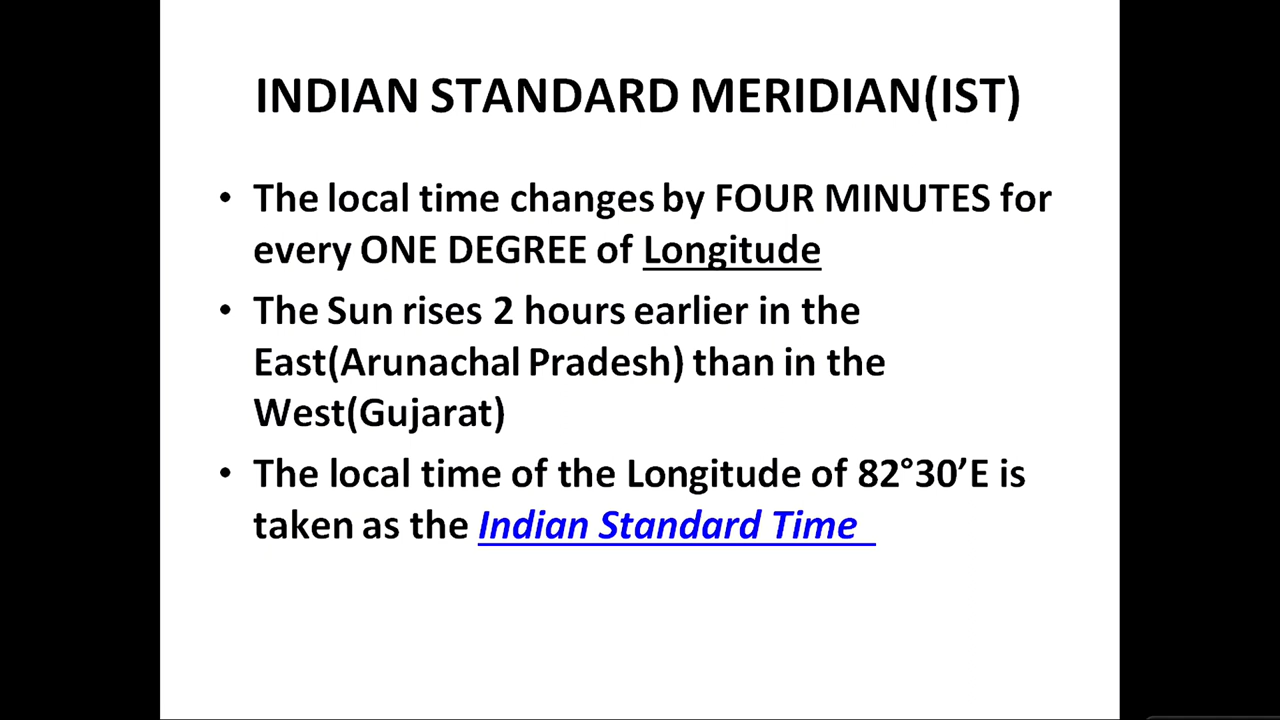 INDIAN STANDARD MERIDIAN(IST)
• The local time changes by FOUR MINUTES for
every ONE DEGREE of Longitude
• The Sun rises 2 hours earlier in the
East(Arunachal Pradesh) than in the
West(Gujarat)
• The local time of the Longitude of 82°30’E is
taken as the Indian Standard Time